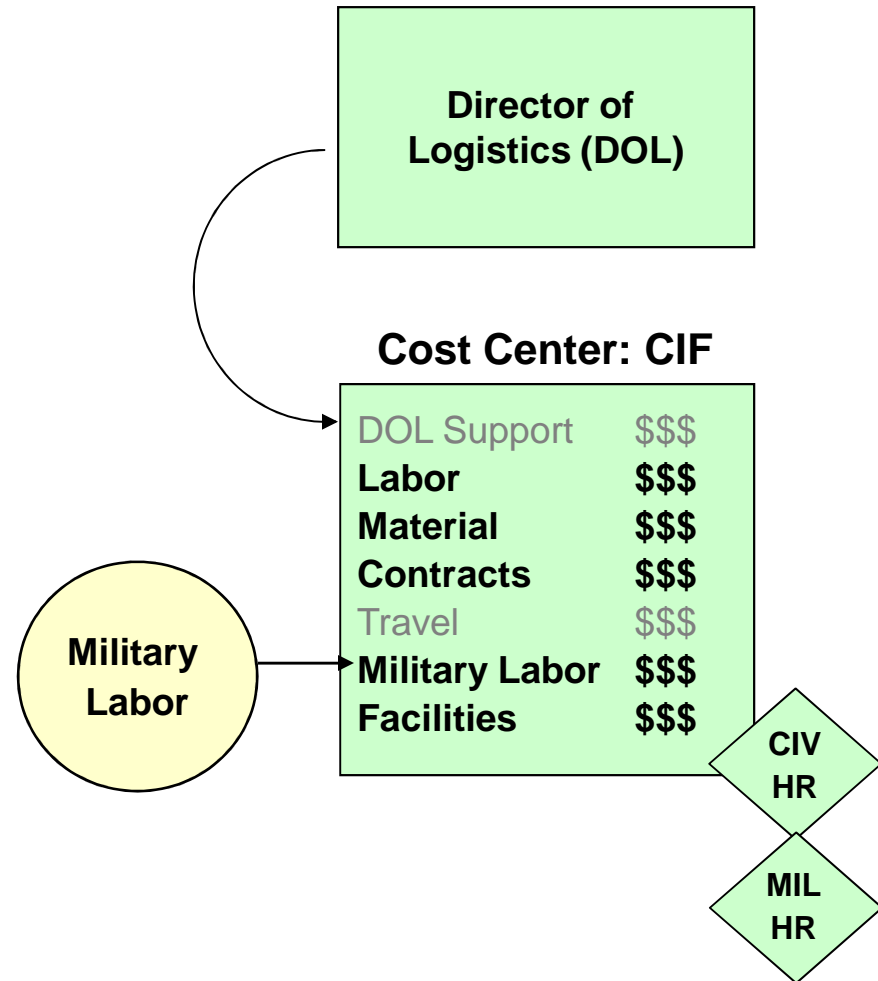 Director of
Logistics (DOL)
Cost Center: CIF
DOL Support $$$
Labor $$$
Material $$$
Contracts $$$
Travel $$$
Military Labor $$$
Facilities $$$
Military
Labor
CIV
HR
MIL
HR